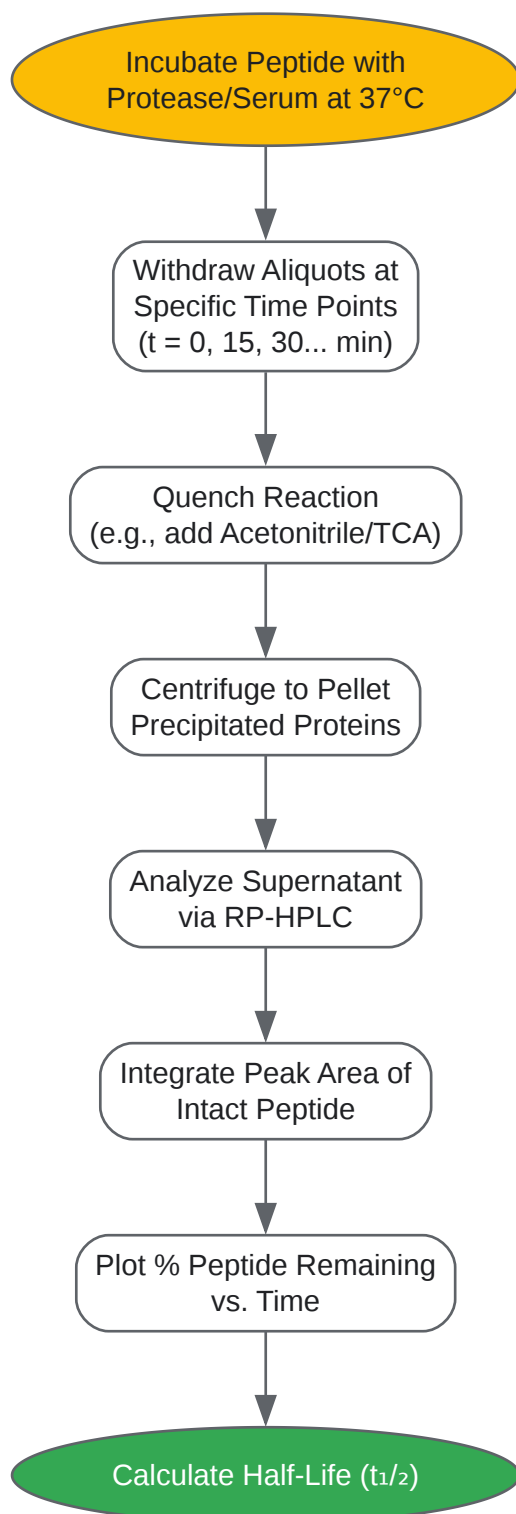 Incubate Peptide with
Protease/Serum at 37°C
Withdraw Aliquots at
Specific Time Points
(t = 0, 15, 30... min)
Quench Reaction
(e.g., add Acetonitrile/TCA)
Centrifuge to Pellet
Precipitated Proteins
Analyze Supernatant
via RP-HPLC
Integrate Peak Area of
Intact Peptide
Plot % Peptide Remaining
vs. Time
Calculate Half-Life (t₁/₂)